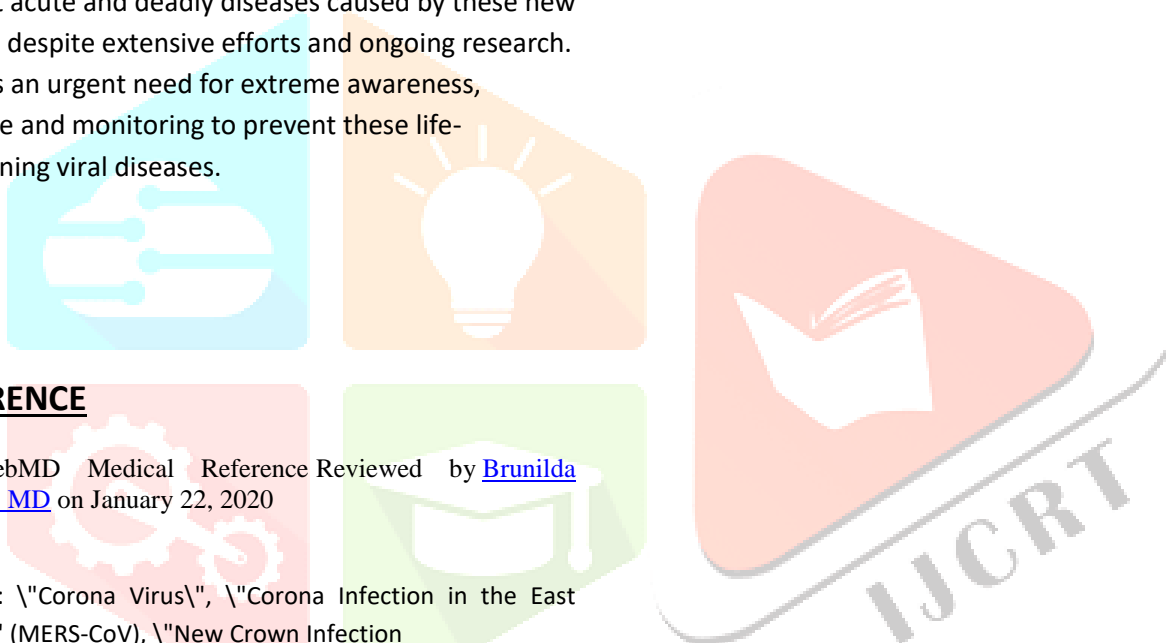 t acute and deadly diseases caused by these new
despite extensive efforts and ongoing research.
s an urgent need for extreme awareness,
e and monitoring to prevent these life-
ning viral diseases.
RENCE
ebMD Medical Reference Reviewed by Brunilda
MD on January 22, 2020
: \"Corona Virus\", \"Corona Infection in the East
" (MERS-CoV), \"New Crown Infection
IJCRT